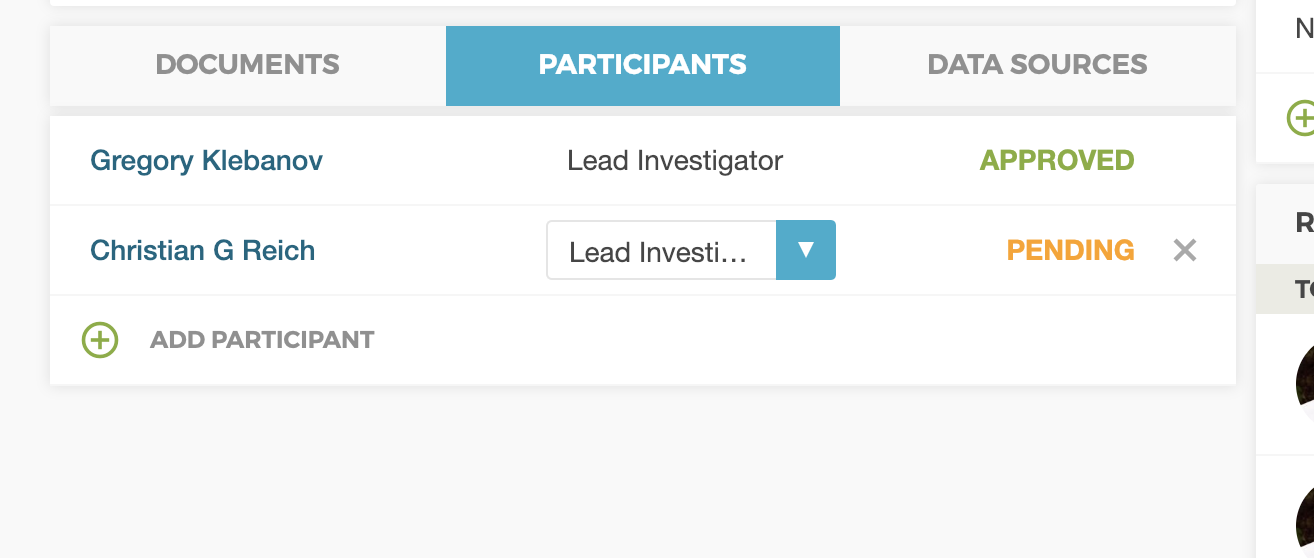 DOCUMENTS
PARTICIPANTS
DATA SOURCES
Gregory Klebanov
Lead Investigator
APPROVED
Christian G Reich
Lead Investi...
PENDING
ADD PARTICIPANT